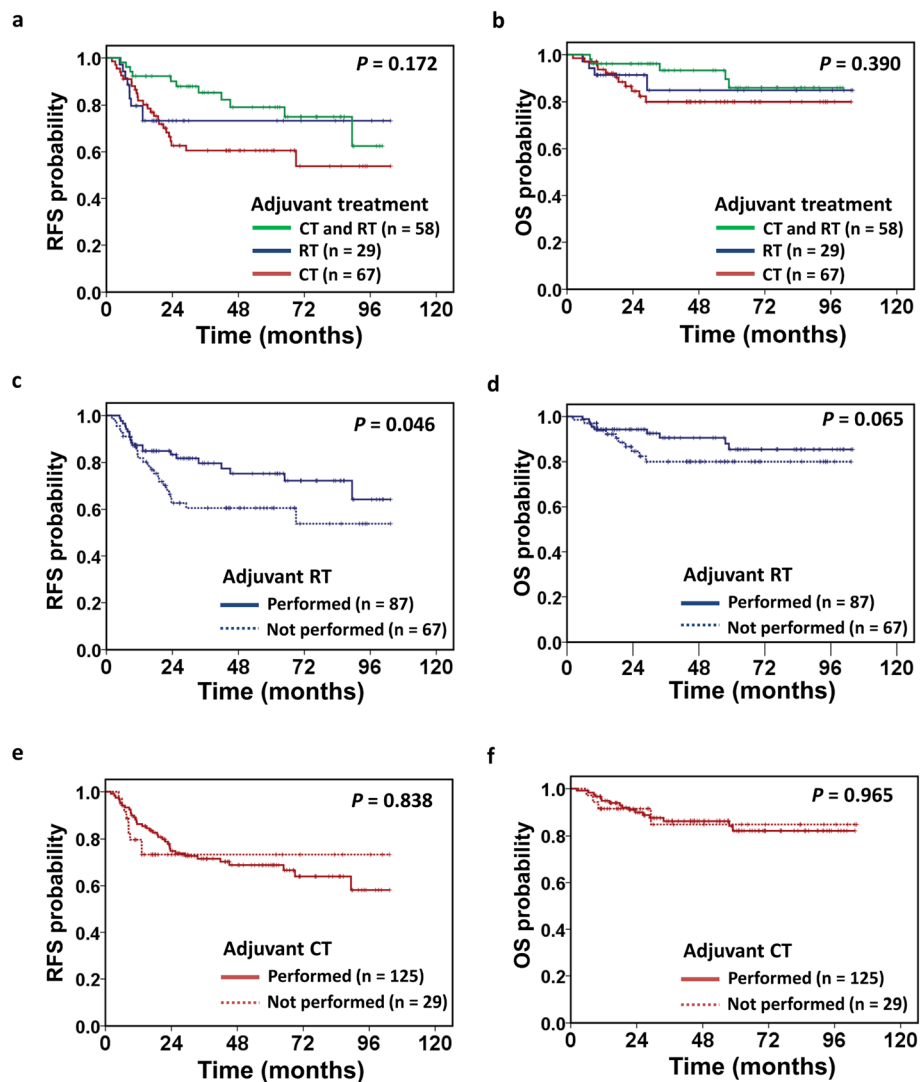 a
RFS probability
1.0
0.8
0.6
0.4
0.2
0.0
P = 0.172
Adjuvant treatment
CT and RT (n = 58)
RT (n = 29)
CT (n = 67)
0 24 48 72 96 120
Time (months)
b
OS probability
1.0
0.8
0.6
0.4
0.2
0.0
P = 0.390
Adjuvant treatment
CT and RT (n = 58)
RT (n = 29)
CT (n = 67)
0 24 48 72 96 120
Time (months)
c
RFS probability
1.0
0.8
0.6
0.4
0.2
0.0
P = 0.046
Adjuvant RT
Performed (n = 87)
Not performed (n = 67)
0 24 48 72 96 120
Time (months)
d
OS probability
1.0
0.8
0.6
0.4
0.2
0.0
P = 0.065
Adjuvant RT
Performed (n = 87)
Not performed (n = 67)
0 24 48 72 96 120
Time (months)
e
RFS probability
1.0
0.8
0.6
0.4
0.2
0.0
P = 0.838
Adjuvant CT
Performed (n = 125)
Not performed (n = 29)
0 24 48 72 96 120
Time (months)
f
OS probability
1.0
0.8
0.6
0.4
0.2
0.0
P = 0.965
Adjuvant CT
Performed (n = 125)
Not performed (n = 29)
0 24 48 72 96 120
Time (months)